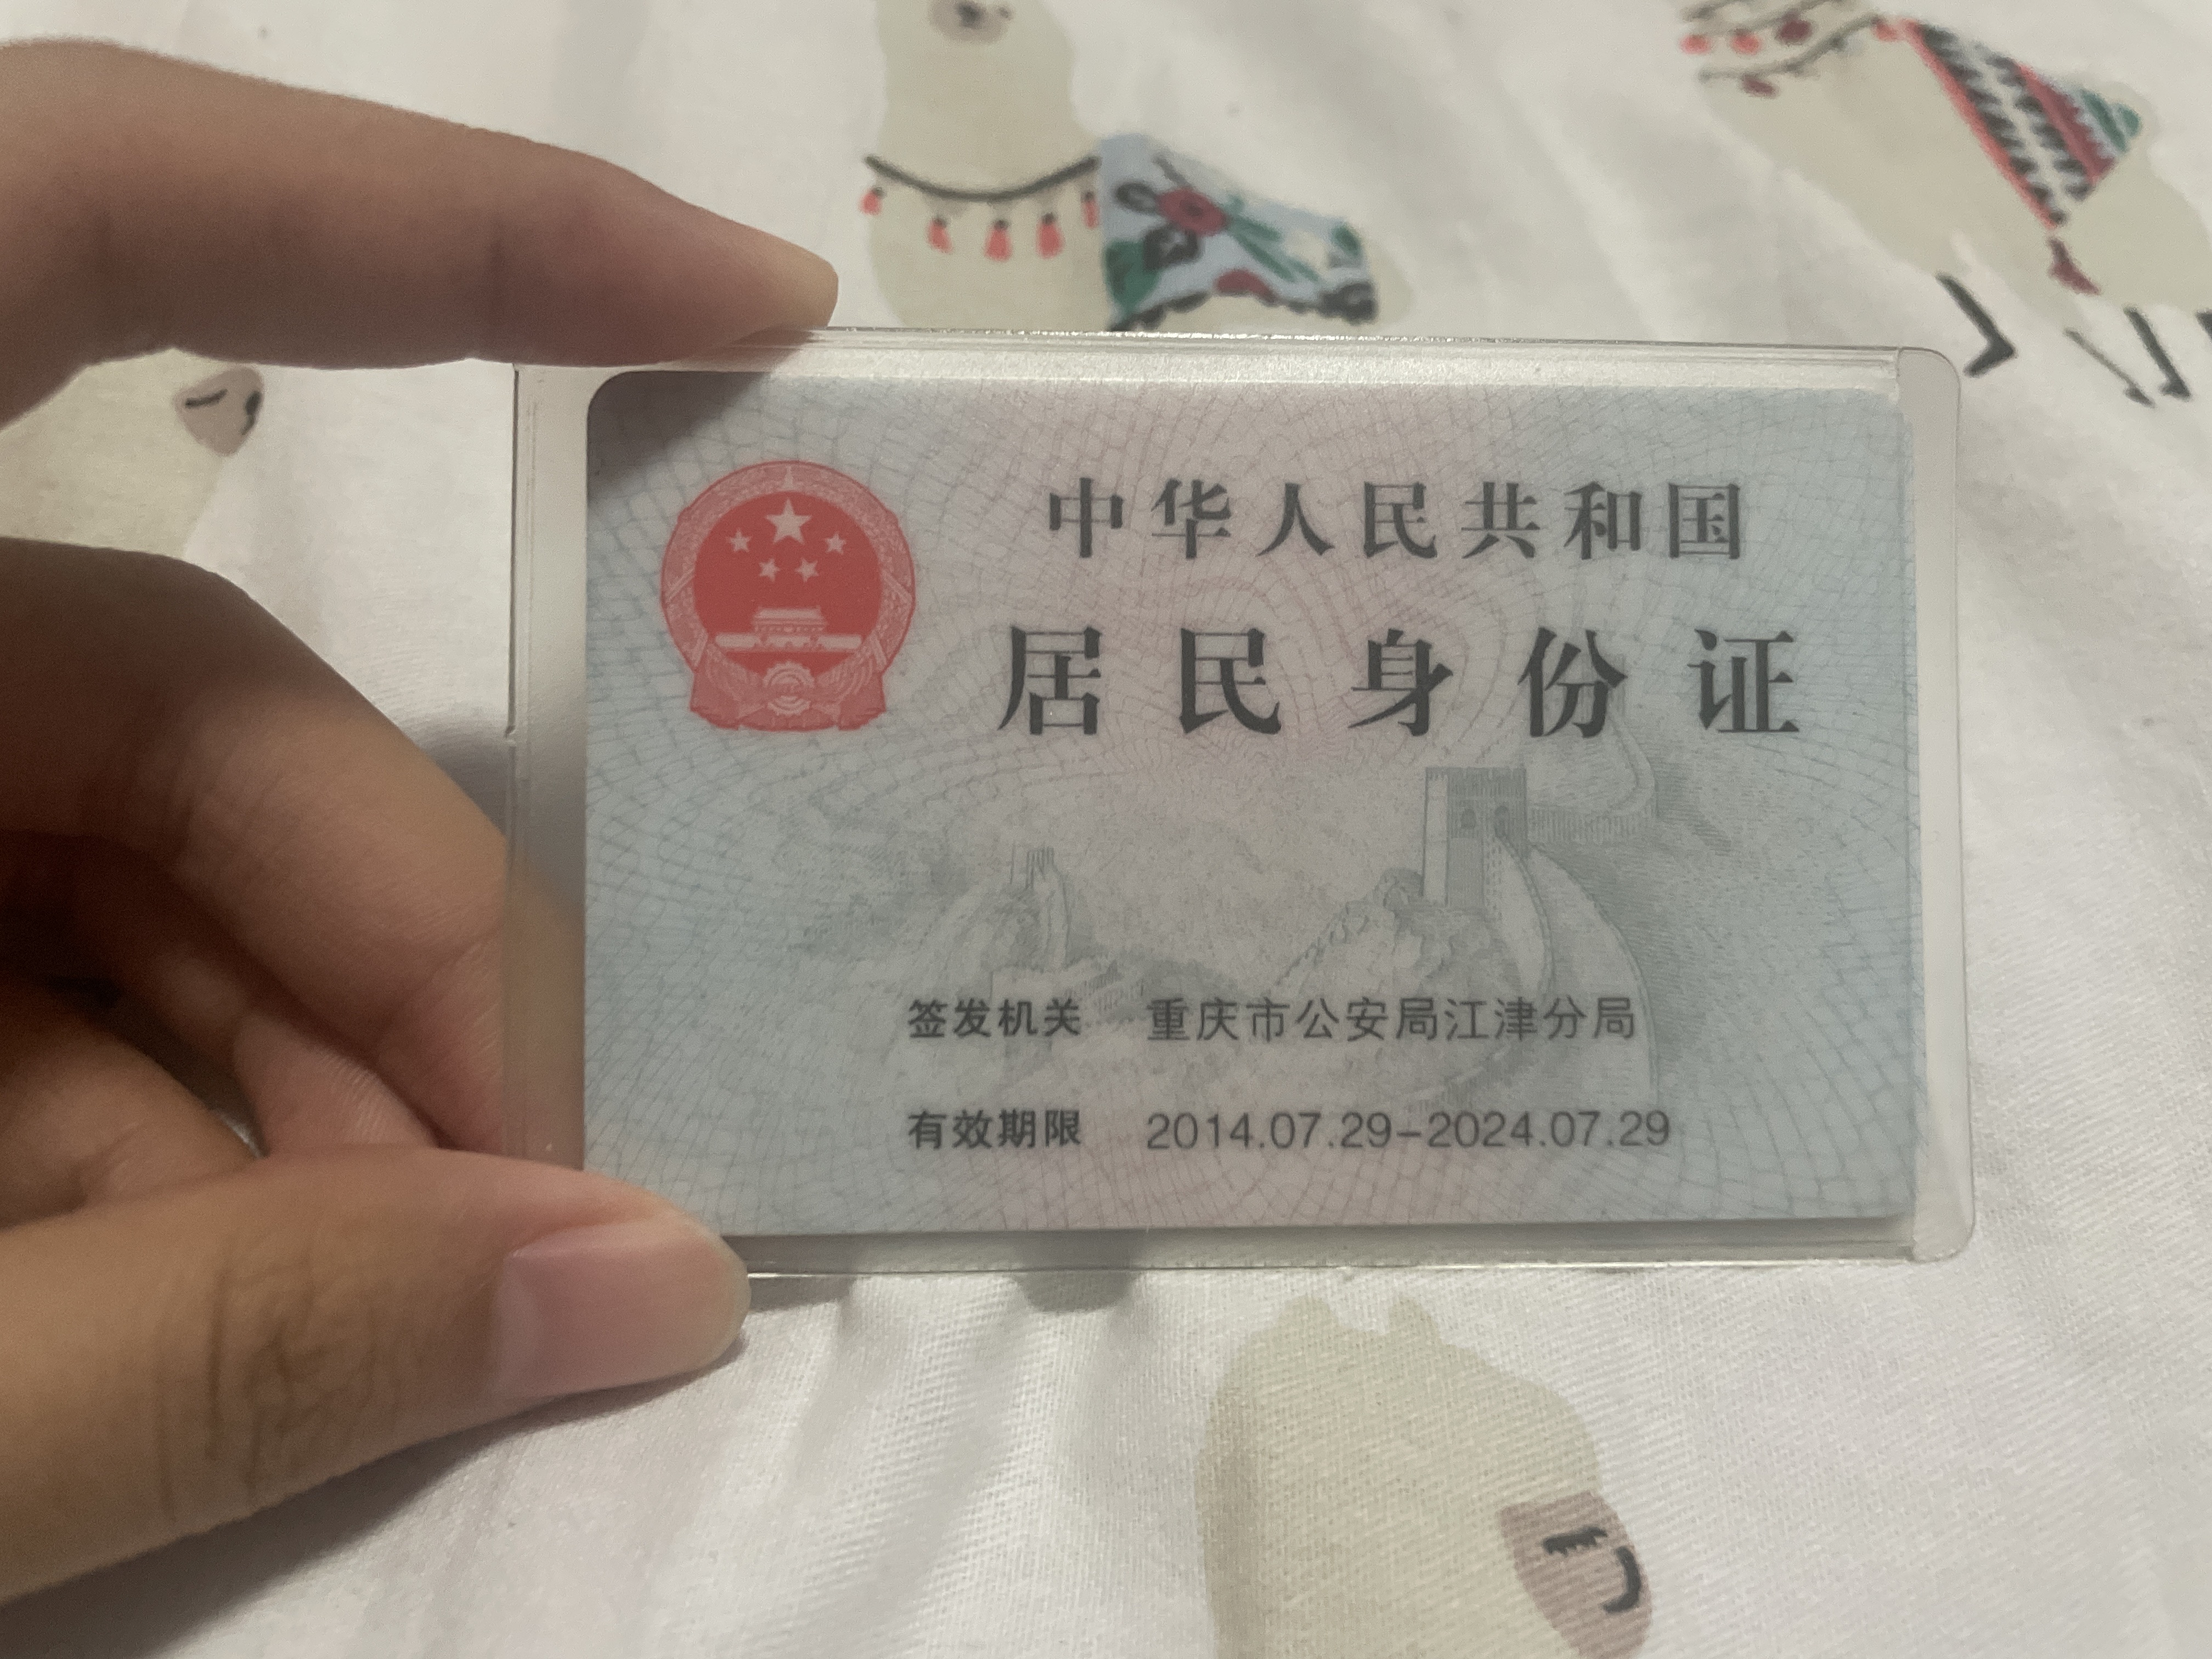 中华人民共和国
居民身份证
签发机关 重庆市公安局江津分局
有效期限 2014.07.29-2024.07.29